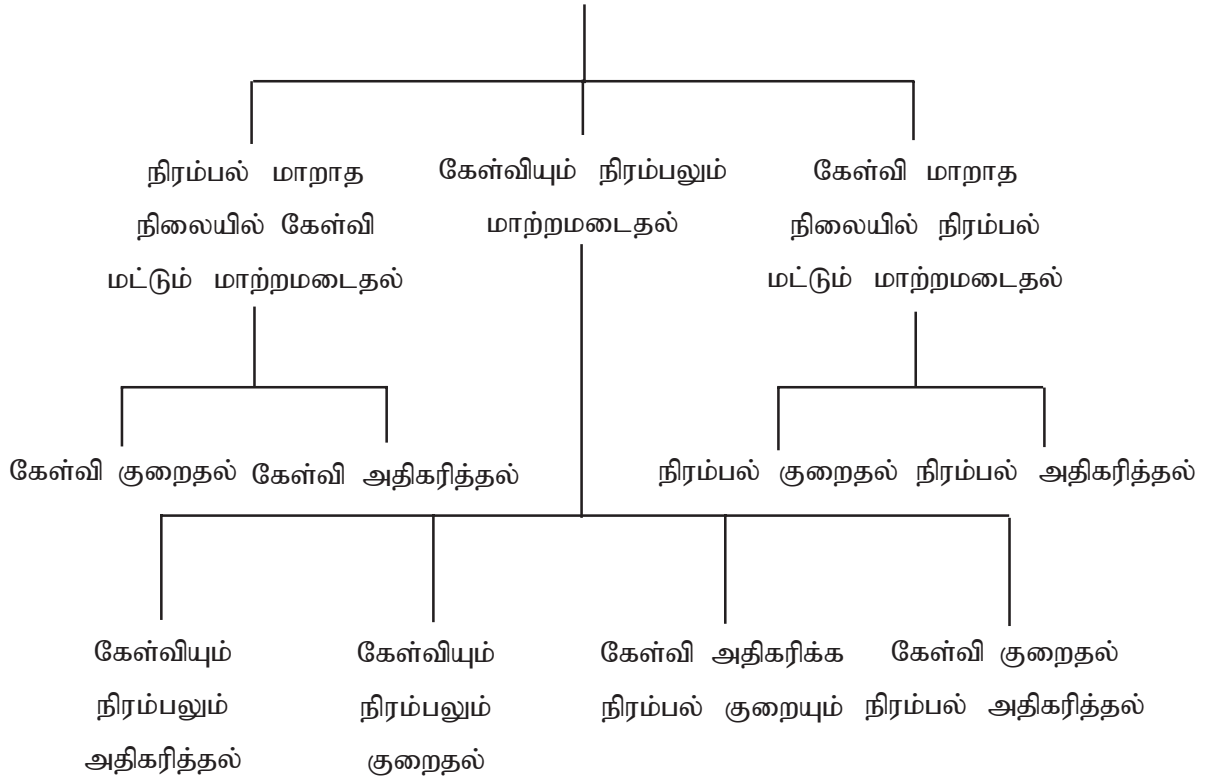 நிரம்பல் மாறாத
நிலையில் கேள்வி
மட்டும் மாற்றமடைதல்
கேள்வியும் நிரம்பலும்
மாற்றமடைதல்
கேள்வி மாறாத
நிலையில் நிரம்பல்
மட்டும் மாற்றமடைதல்
கேள்வி குறைதல்
கேள்வி அதிகரித்தல்
நிரம்பல் குறைதல்
நிரம்பல் அதிகரித்தல்
கேள்வியும்
நிரம்பலும்
அதிகரித்தல்
கேள்வியும்
நிரம்பலும்
குறைதல்
கேள்வி அதிகரிக்க
நிரம்பல் குறையும்
கேள்வி குறைதல்
நிரம்பல் அதிகரித்தல்